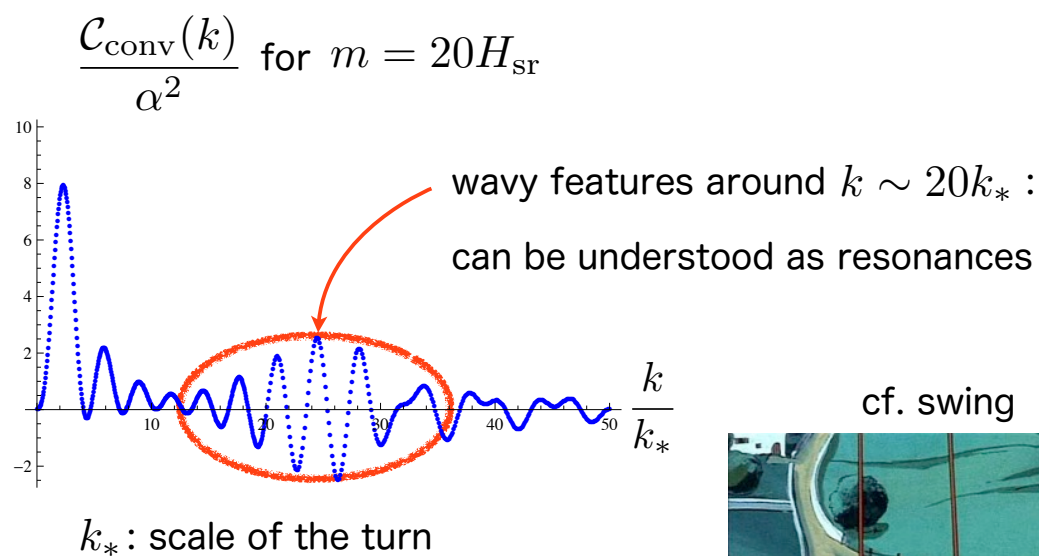 C_conv(k)/α² for m = 20H_sr
10
8
6
4
2
−2
10 20 30 40 50
k/k_*
wavy features around k ∼ 20k_* :
can be understood as resonances
cf. swing
k_* : scale of the turn